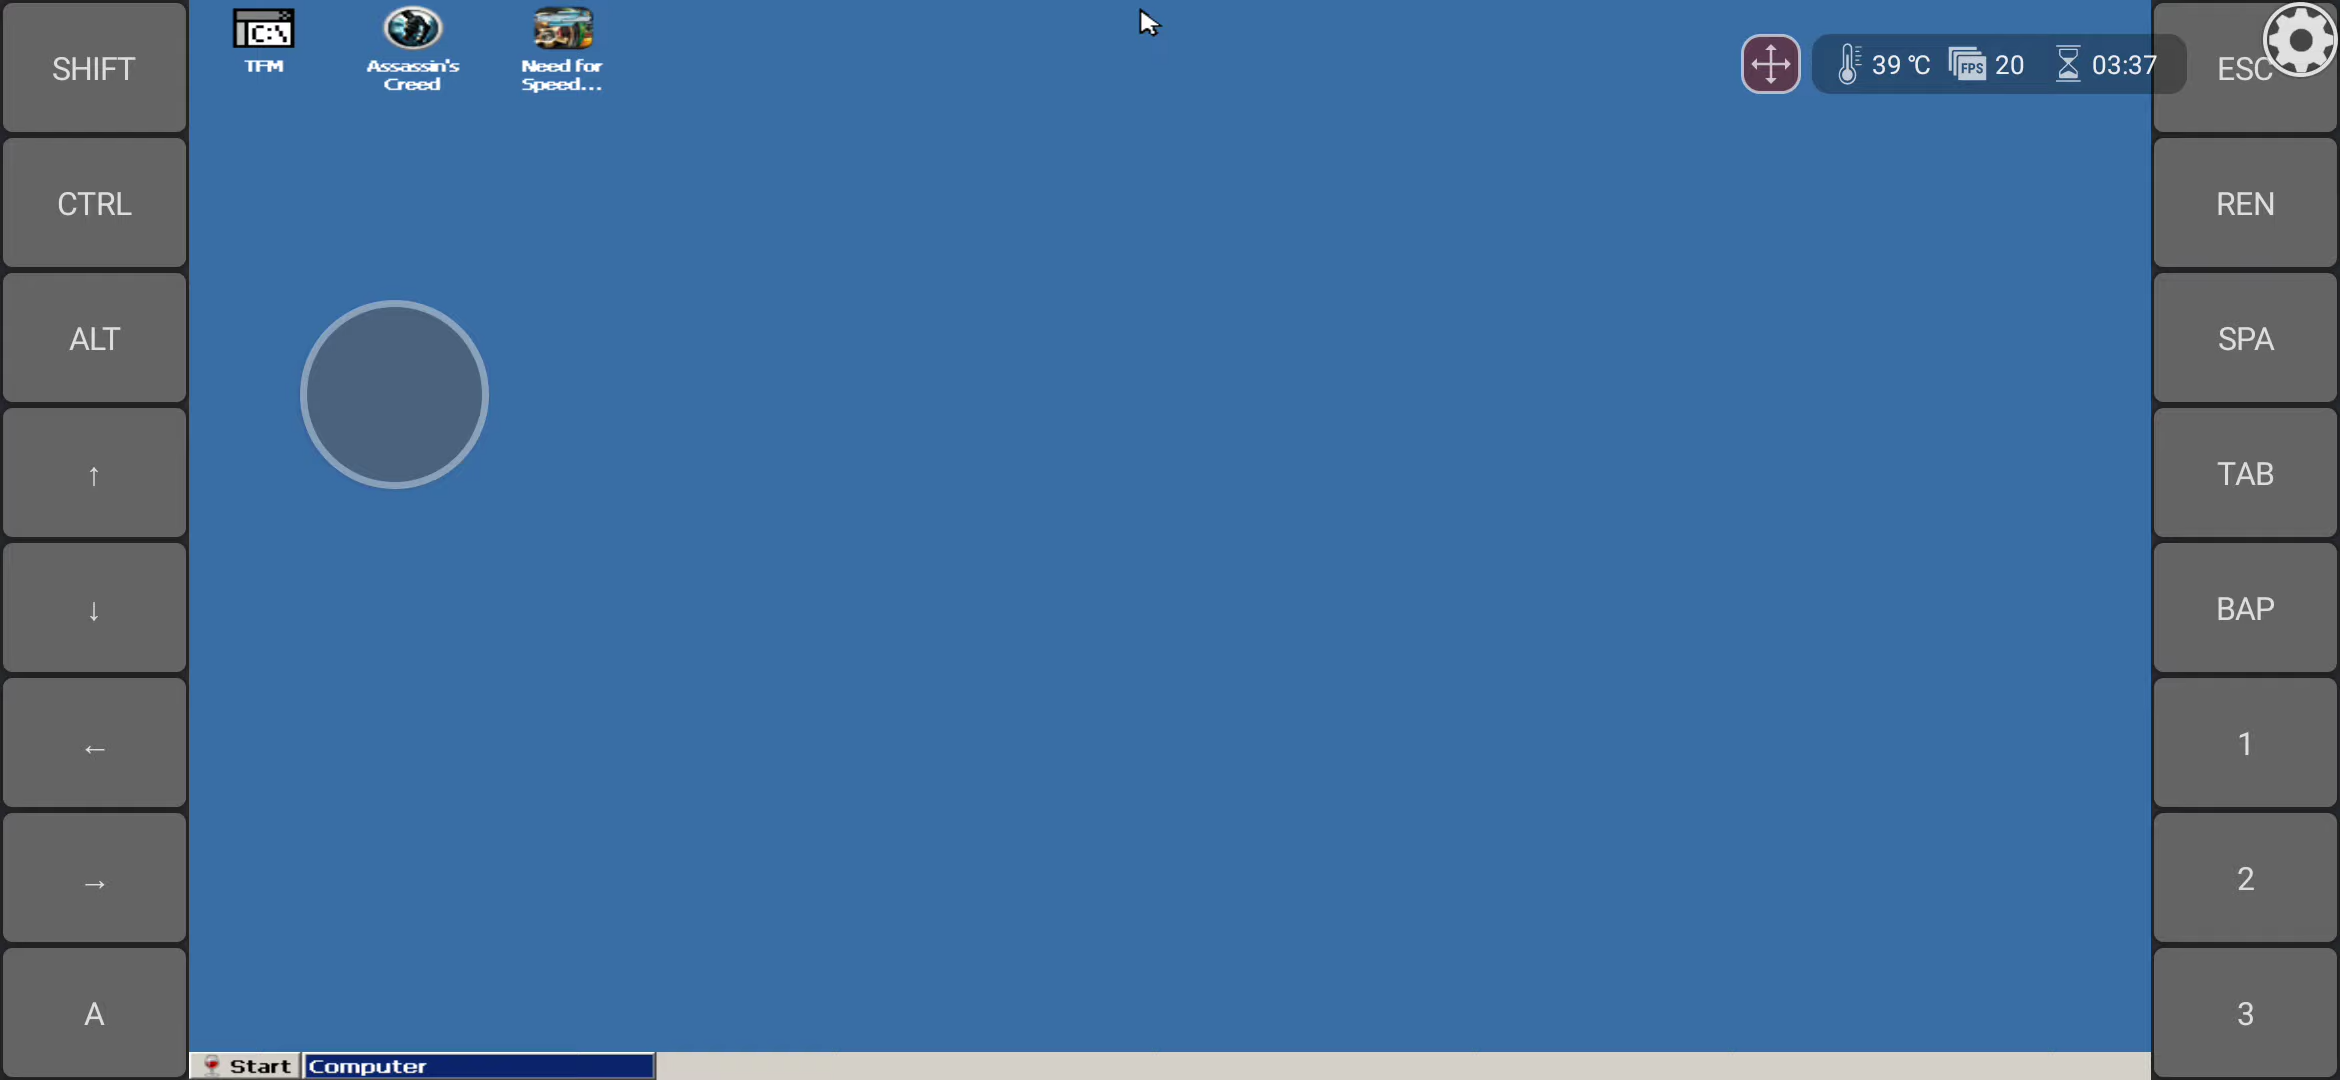 SHIFT
CTRL
ALT
↑
↓
←
→
A
C:\
TFM
Assassin's
Creed
Need for
Speed...
39 ℃
FPS
20
03:37
ESC
REN
SPA
TAB
BAP
1
2
3
Start
Computer